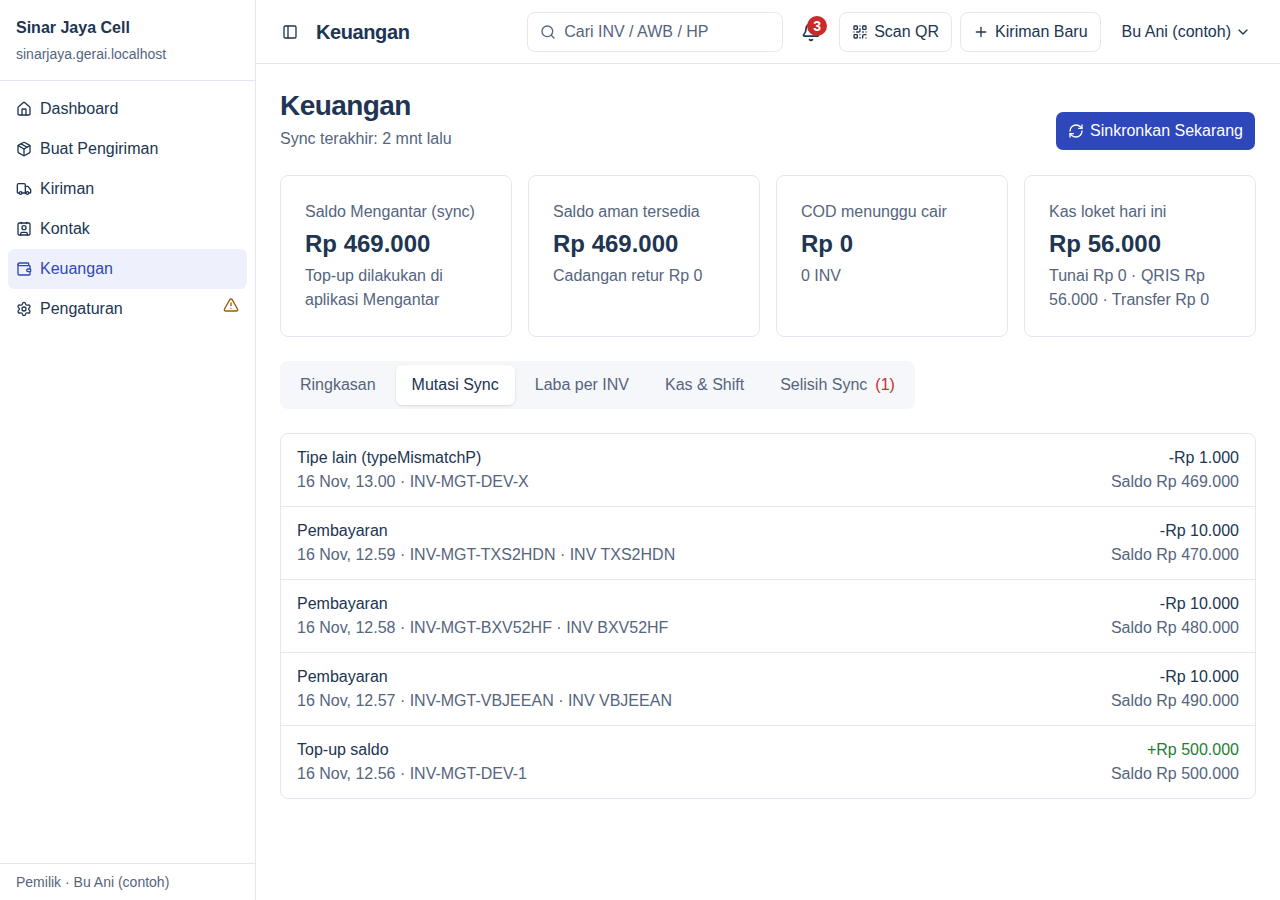 Sinar Jaya Cell
sinarjaya.gerai.localhost
Dashboard
Buat Pengiriman
Kiriman
Kontak
Keuangan
Pengaturan
Pemilik · Bu Ani (contoh)
Keuangan
Cari INV / AWB / HP
3
Scan QR
Kiriman Baru
Bu Ani (contoh)
Keuangan
Sync terakhir: 2 mnt lalu
Sinkronkan Sekarang
Saldo Mengantar (sync)
Rp 469.000
Top-up dilakukan di
aplikasi Mengantar
Saldo aman tersedia
Rp 469.000
Cadangan retur Rp 0
COD menunggu cair
Rp 0
0 INV
Kas loket hari ini
Rp 56.000
Tunai Rp 0 · QRIS Rp
56.000 · Transfer Rp 0
Ringkasan
Mutasi Sync
Laba per INV
Kas & Shift
Selisih Sync (1)
Tipe lain (typeMismatchP)
-Rp 1.000
16 Nov, 13.00 · INV-MGT-DEV-X
Saldo Rp 469.000
Pembayaran
-Rp 10.000
16 Nov, 12.59 · INV-MGT-TXS2HDN · INV TXS2HDN
Saldo Rp 470.000
Pembayaran
-Rp 10.000
16 Nov, 12.58 · INV-MGT-BXV52HF · INV BXV52HF
Saldo Rp 480.000
Pembayaran
-Rp 10.000
16 Nov, 12.57 · INV-MGT-VBJEEAN · INV VBJEEAN
Saldo Rp 490.000
Top-up saldo
+Rp 500.000
16 Nov, 12.56 · INV-MGT-DEV-1
Saldo Rp 500.000